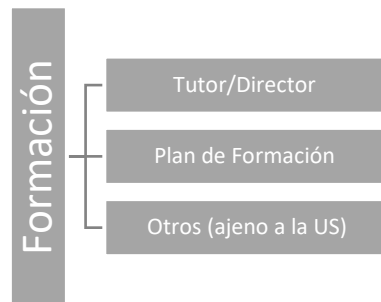 Formación
Tutor/Director
Plan de Formación
Otros (ajeno a la US)